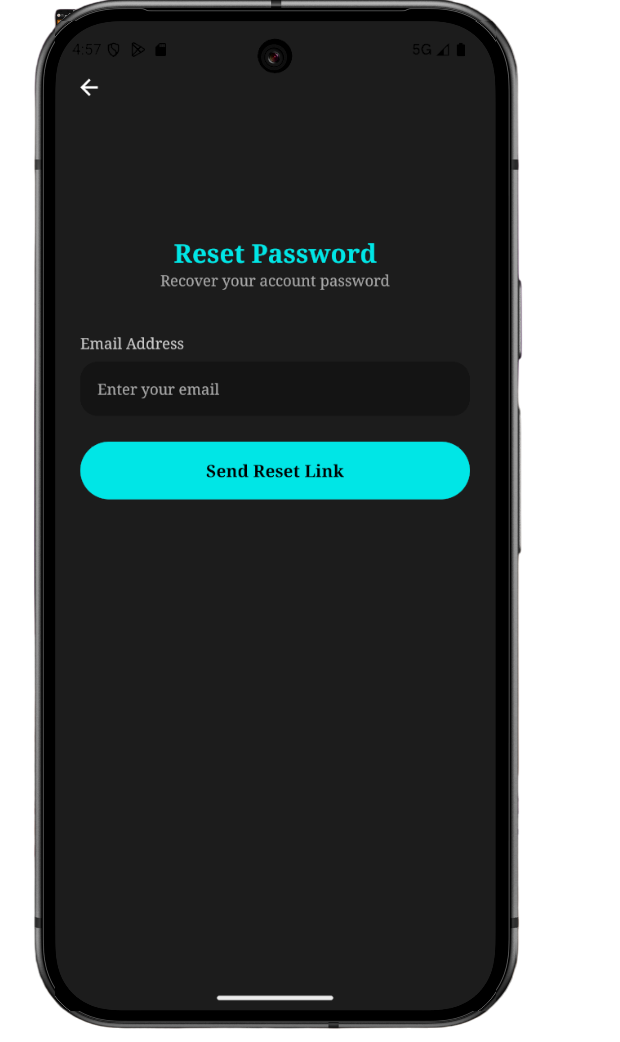 4:57
5G
Reset Password
Recover your account password
Email Address
Enter your email
Send Reset Link